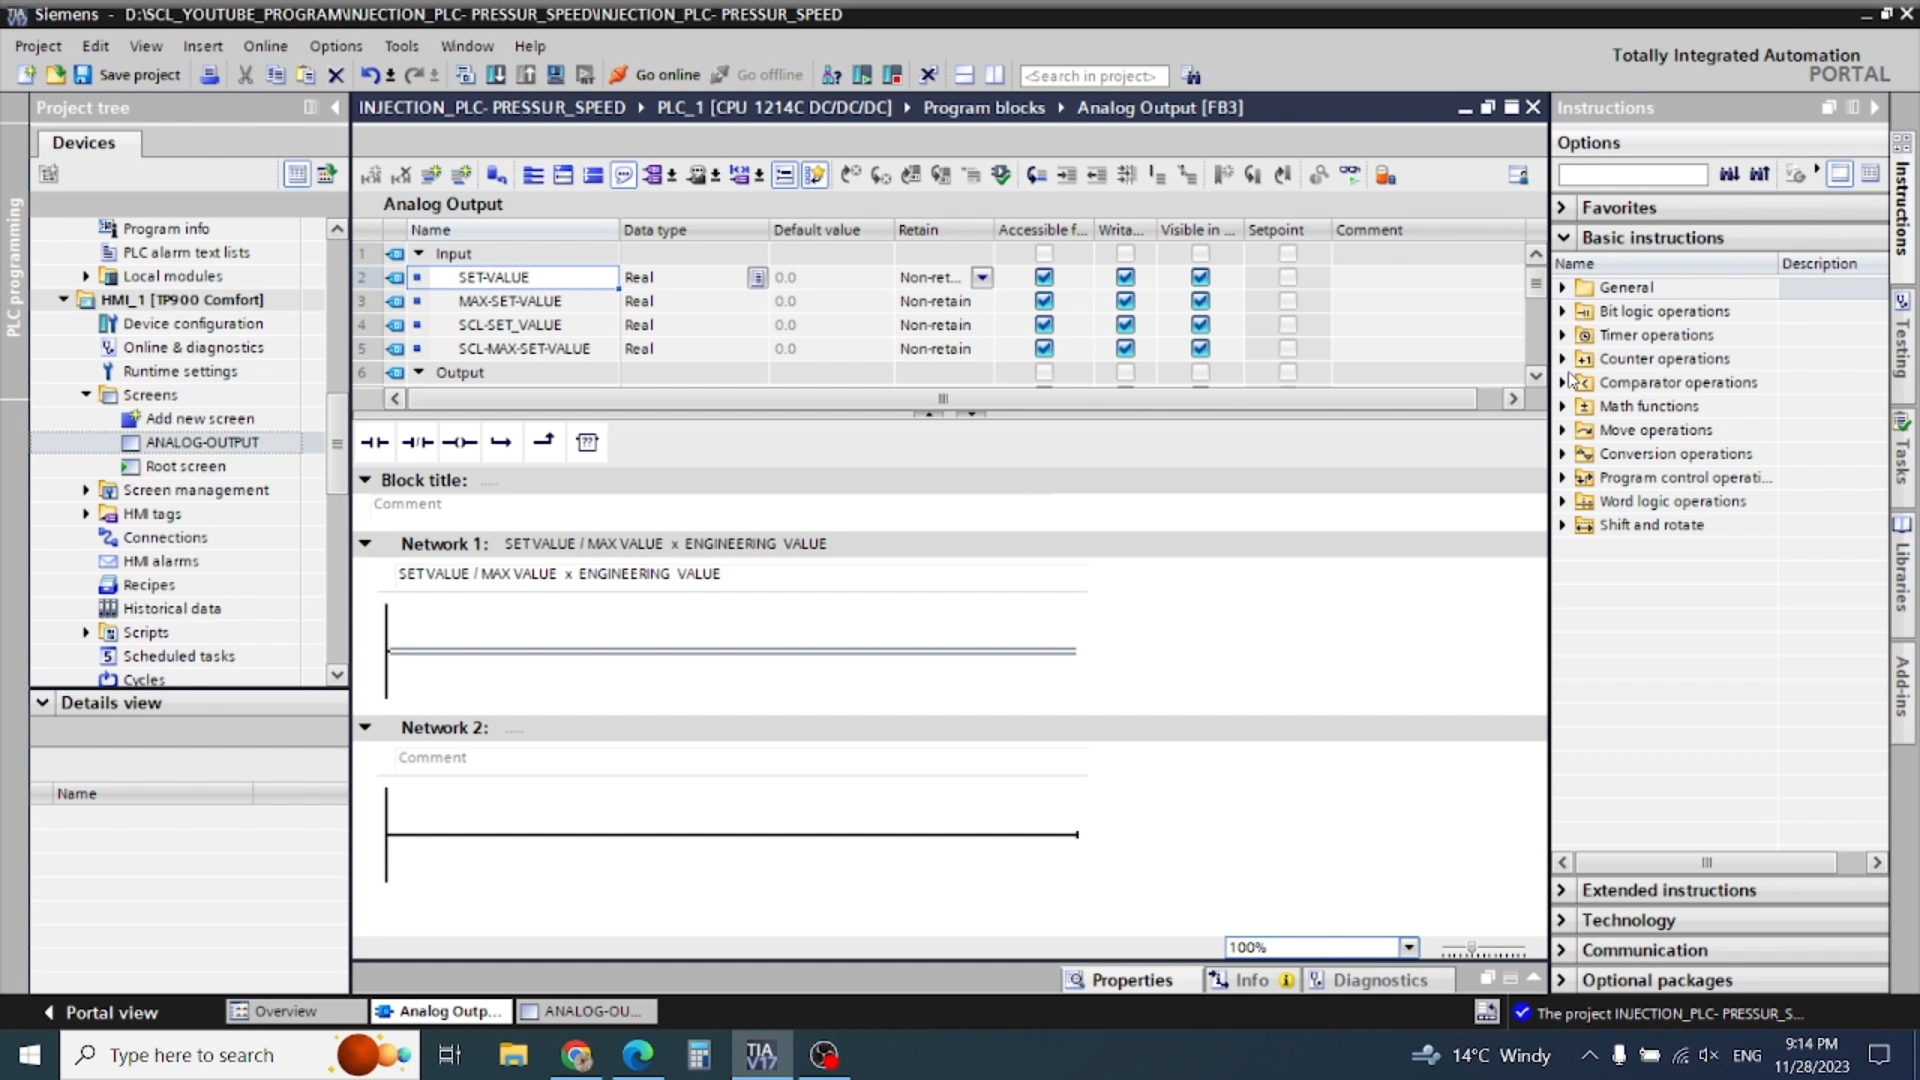 Siemens - D:\SCL_YOUTUBE_PROGRAM\INJECTION_PLC- PRESSUR_SPEED\INJECTION_PLC- PRESSUR_SPEED
Project Edit View Insert Online Options Tools Window Help
Totally Integrated Automation
PORTAL
Save project
Go online
Go offline
<Search in project>
Project tree
INJECTION_PLC- PRESSUR_SPEED PLC_1 [CPU 1214C DC/DC/DC] Program blocks Analog Output [FB3]
Instructions
Devices
Options
PLC programming
Program info
PLC alarm text lists
Local modules
HMI_1 [TP900 Comfort]
Device configuration
Online & diagnostics
Runtime settings
Screens
Add new screen
ANALOG-OUTPUT
Root screen
Screen management
HMI tags
Connections
HMI alarms
Recipes
Historical data
Scripts
Scheduled tasks
Cycles
Details view
Name
Analog Output
Name Data type Default value Retain Accessible f... Writa... Visible in ... Setpoint Comment
1 Input
2 SET-VALUE Real 0.0 Non-ret...
3 MAX-SET-VALUE Real 0.0 Non-retain
4 SCL-SET_VALUE Real 0.0 Non-retain
5 SCL-MAX-SET-VALUE Real 0.0 Non-retain
6 Output
??
Block title: .....
Comment
Network 1: SET VALUE / MAX VALUE x ENGINEERING VALUE
SET VALUE / MAX VALUE x ENGINEERING VALUE
Network 2: .....
Comment
100%
Properties Info Diagnostics
Favorites
Basic instructions
Name Description
General
Bit logic operations
Timer operations
Counter operations
Comparator operations
Math functions
Move operations
Conversion operations
Program control operati...
Word logic operations
Shift and rotate
Extended instructions
Technology
Communication
Optional packages
Instructions
Testing
Tasks
Libraries
Add-ins
Portal view Overview Analog Outp... ANALOG-OU... The project INJECTION_PLC- PRESSUR_S...
Type here to search
TIA
V17
14°C Windy
ENG
9:14 PM
11/28/2023